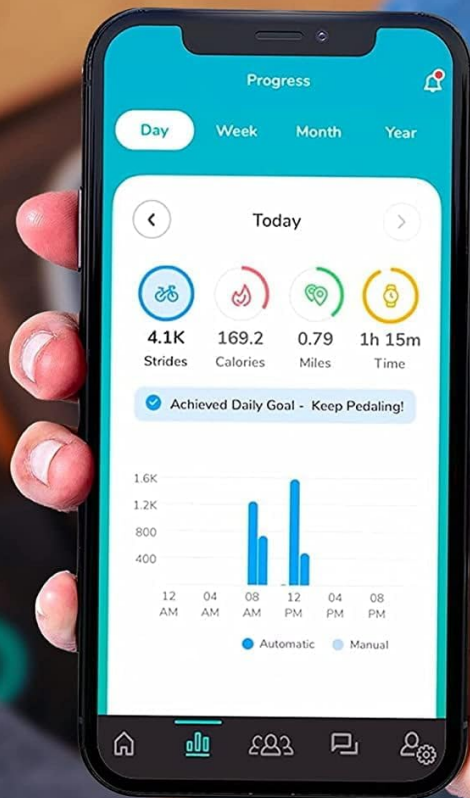 Progress
Day Week Month Year
Today
4.1K 169.2 0.79 1h 15m
Strides Calories Miles Time
Achieved Daily Goal - Keep Pedaling!
1.6K
1.2K
800
400
12 04 08 12 04 08
AM AM AM PM PM PM
Automatic Manual